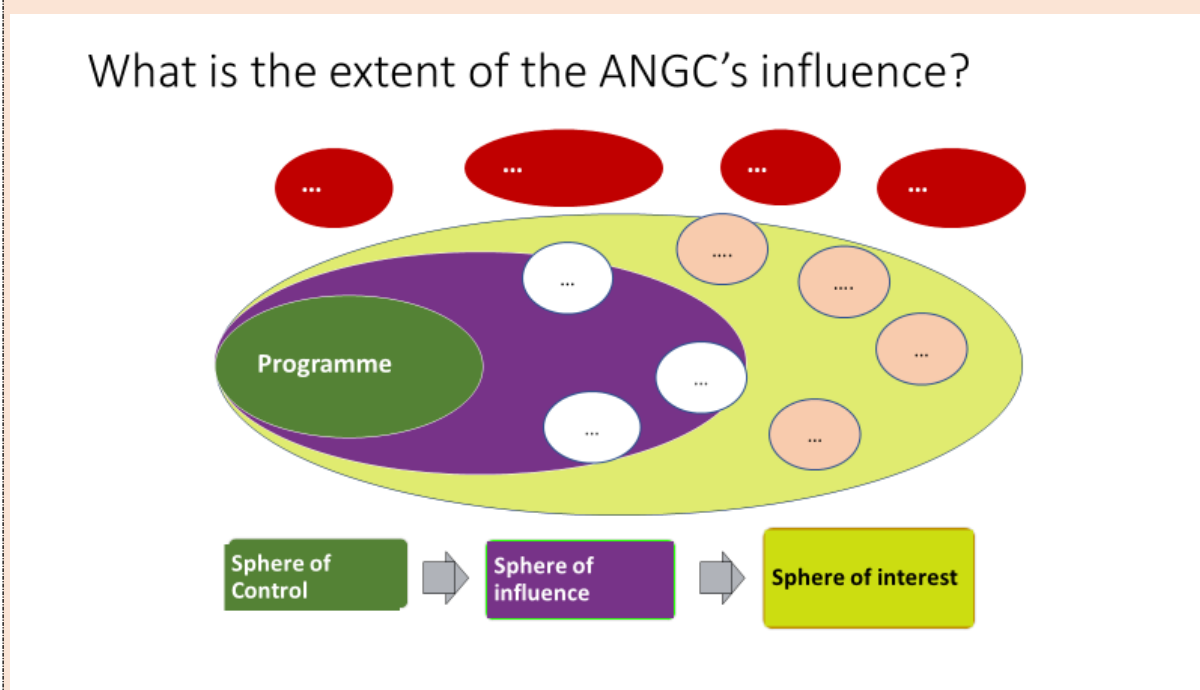 What is the extent of the ANGC’s influence?
...
...
...
...
...
....
....
...
Programme
...
...
...
Sphere of
Control
Sphere of
influence
Sphere of interest